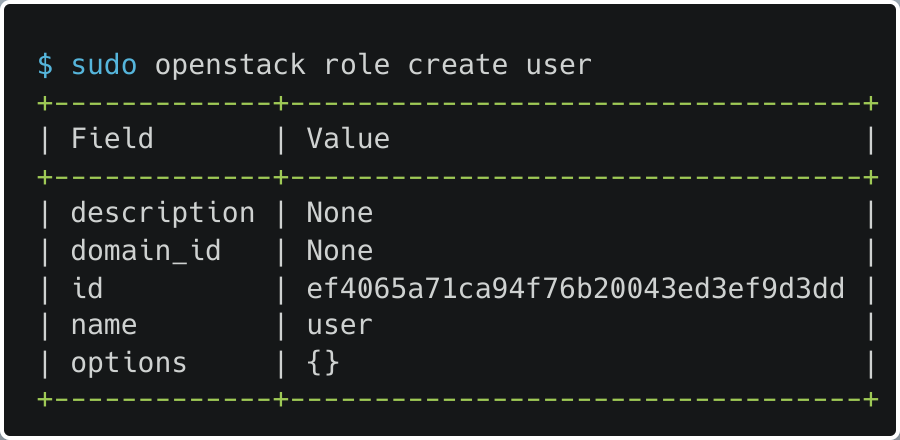 $ sudo openstack role create user
+-------------+----------------------------------+
| Field       | Value                            |
+-------------+----------------------------------+
| description | None                             |
| domain_id   | None                             |
| id          | ef4065a71ca94f76b20043ed3ef9d3dd |
| name        | user                             |
| options     | {}                               |
+-------------+----------------------------------+